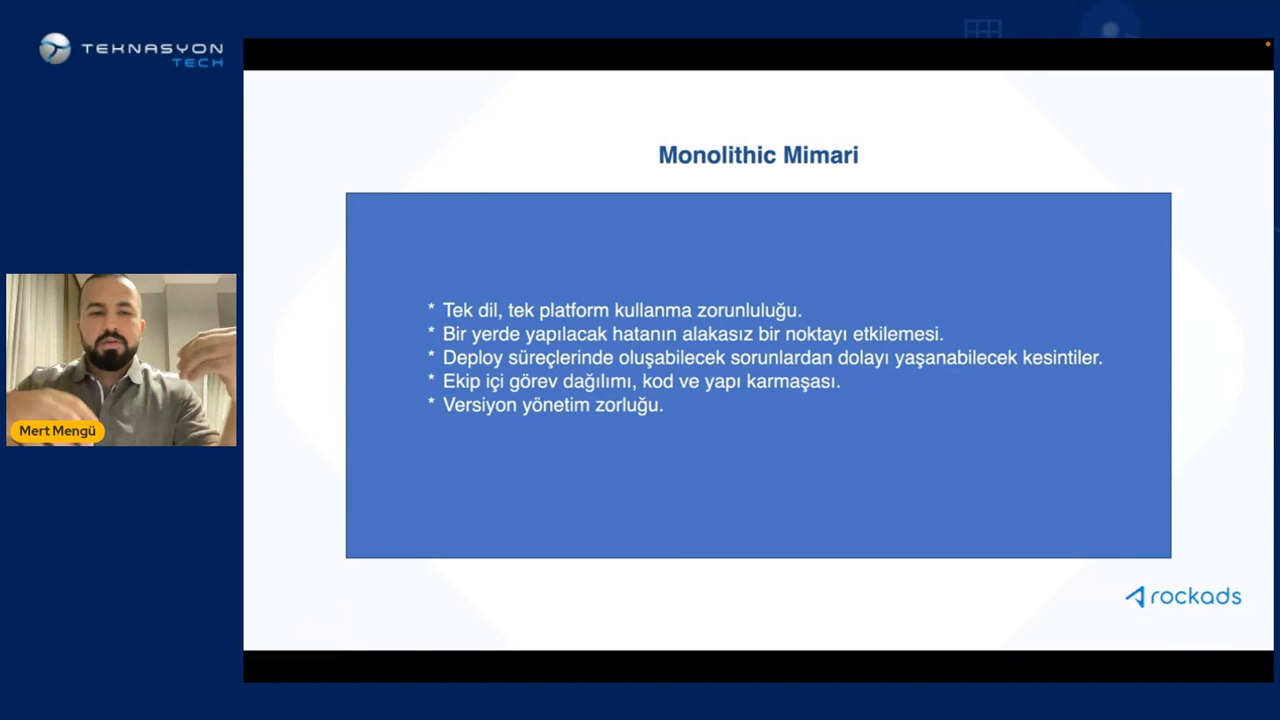 TEKNASYON
TECH
Monolithic Mimari
* Tek dil, tek platform kullanma zorunluluğu.
* Bir yerde yapılacak hatanın alakasız bir noktayı etkilemesi.
* Deploy süreçlerinde oluşabilecek sorunlardan dolayı yaşanabilecek kesintiler.
* Ekip içi görev dağılımı, kod ve yapı karmaşası.
* Versiyon yönetim zorluğu.
Mert Mengü
rockads